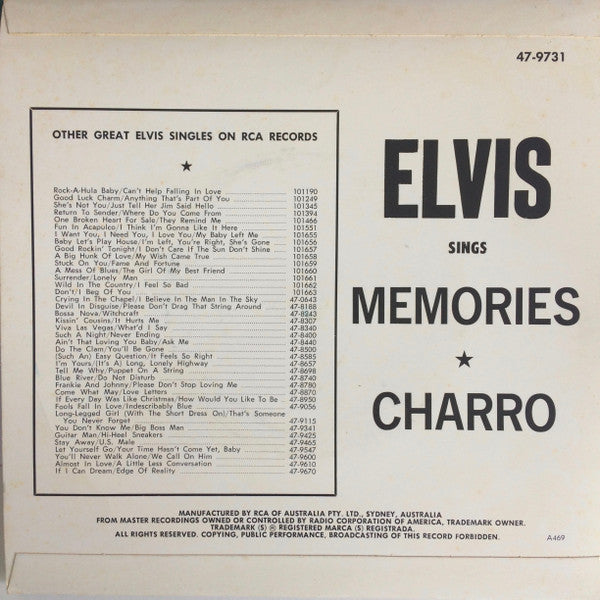 47-9731
OTHER GREAT ELVIS SINGLES ON RCA RECORDS
★
Rock-A-Hula Baby/Can't Help Falling In Love 101190
Good Luck Charm/Anything That's Part Of You 101249
She's Not You/Just Tell Her Jim Said Hello 101345
Return To Sender/Where Do You Come From 101394
One Broken Heart For Sale/They Remind Me 101466
Fun In Acapulco/I Think I'm Gonna Like It Here 101551
I Want You, I Need You, I Love You/My Baby Left Me 101655
Baby Let's Play House/I'm Left, You're Right, She's Gone 101656
Good Rockin' Tonight/I Don't Care If The Sun Don't Shine 101657
A Big Hunk Of Love/My Wish Came True 101658
Stuck On You/Fame And Fortune 101659
A Mess Of Blues/The Girl Of My Best Friend 101660
Surrender/Lonely Man 101661
Wild In The Country/I Feel So Bad 101662
Don't/I Beg Of You 101663
Crying In The Chapel/I Believe In The Man In The Sky 47-0643
Devil In Disguise/Please Don't Drag That String Around 47-8188
Bossa Nova/Witchcraft 47-8243
Kissin' Cousins/It Hurts Me 47-8307
Viva Las Vegas/What'd I Say 47-8340
Such A Night/Never Ending 47-8400
Ain't That Loving You Baby/Ask Me 47-8440
Do The Clam/You'll Be Gone 47-8500
(Such An) Easy Question/It Feels So Right 47-8585
I'm Yours/(It's A) Long, Lonely Highway 47-8657
Tell Me Why/Puppet On A String 47-8698
Blue River/Do Not Disturb 47-8740
Frankie And Johnny/Please Don't Stop Loving Me 47-8780
Come What May/Love Letters 47-8870
If Every Day Was Like Christmas/How Would You Like To Be 47-8950
Fools Fall In Love/Indescribably Blue 47-9056
Long-Legged Girl (With The Short Dress On)/That's Someone
You Never Forget 47-9115
You Don't Know Me/Big Boss Man 47-9341
Guitar Man/Hi-Heel Sneakers 47-9425
Stay Away/U.S. Male 47-9465
Let Yourself Go/Your Time Hasn't Come Yet, Baby 47-9547
You'll Never Walk Alone/We Call On Him 47-9600
Almost In Love/A Little Less Conversation 47-9610
If I Can Dream/Edge Of Reality 47-9670
ELVIS
SINGS
MEMORIES
★
CHARRO
MANUFACTURED BY RCA OF AUSTRALIA PTY. LTD., SYDNEY, AUSTRALIA
FROM MASTER RECORDINGS OWNED OR CONTROLLED BY RADIO CORPORATION OF AMERICA, TRADEMARK OWNER.
TRADEMARK (S) ® REGISTERED MARCA (S) REGISTRADA.
ALL RIGHTS RESERVED. COPYING, PUBLIC PERFORMANCE, BROADCASTING OF THIS RECORD FORBIDDEN.
A469